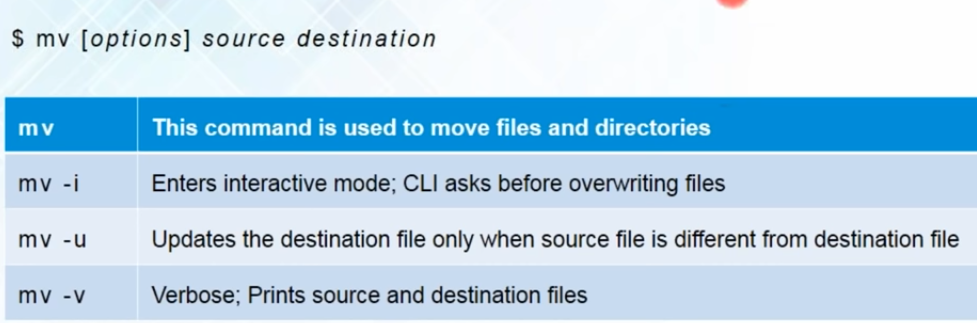 $ mv [options] source destination
mv This command is used to move files and directories
mv -i Enters interactive mode; CLI asks before overwriting files
mv -u Updates the destination file only when source file is different from destination file
mv -v Verbose; Prints source and destination files